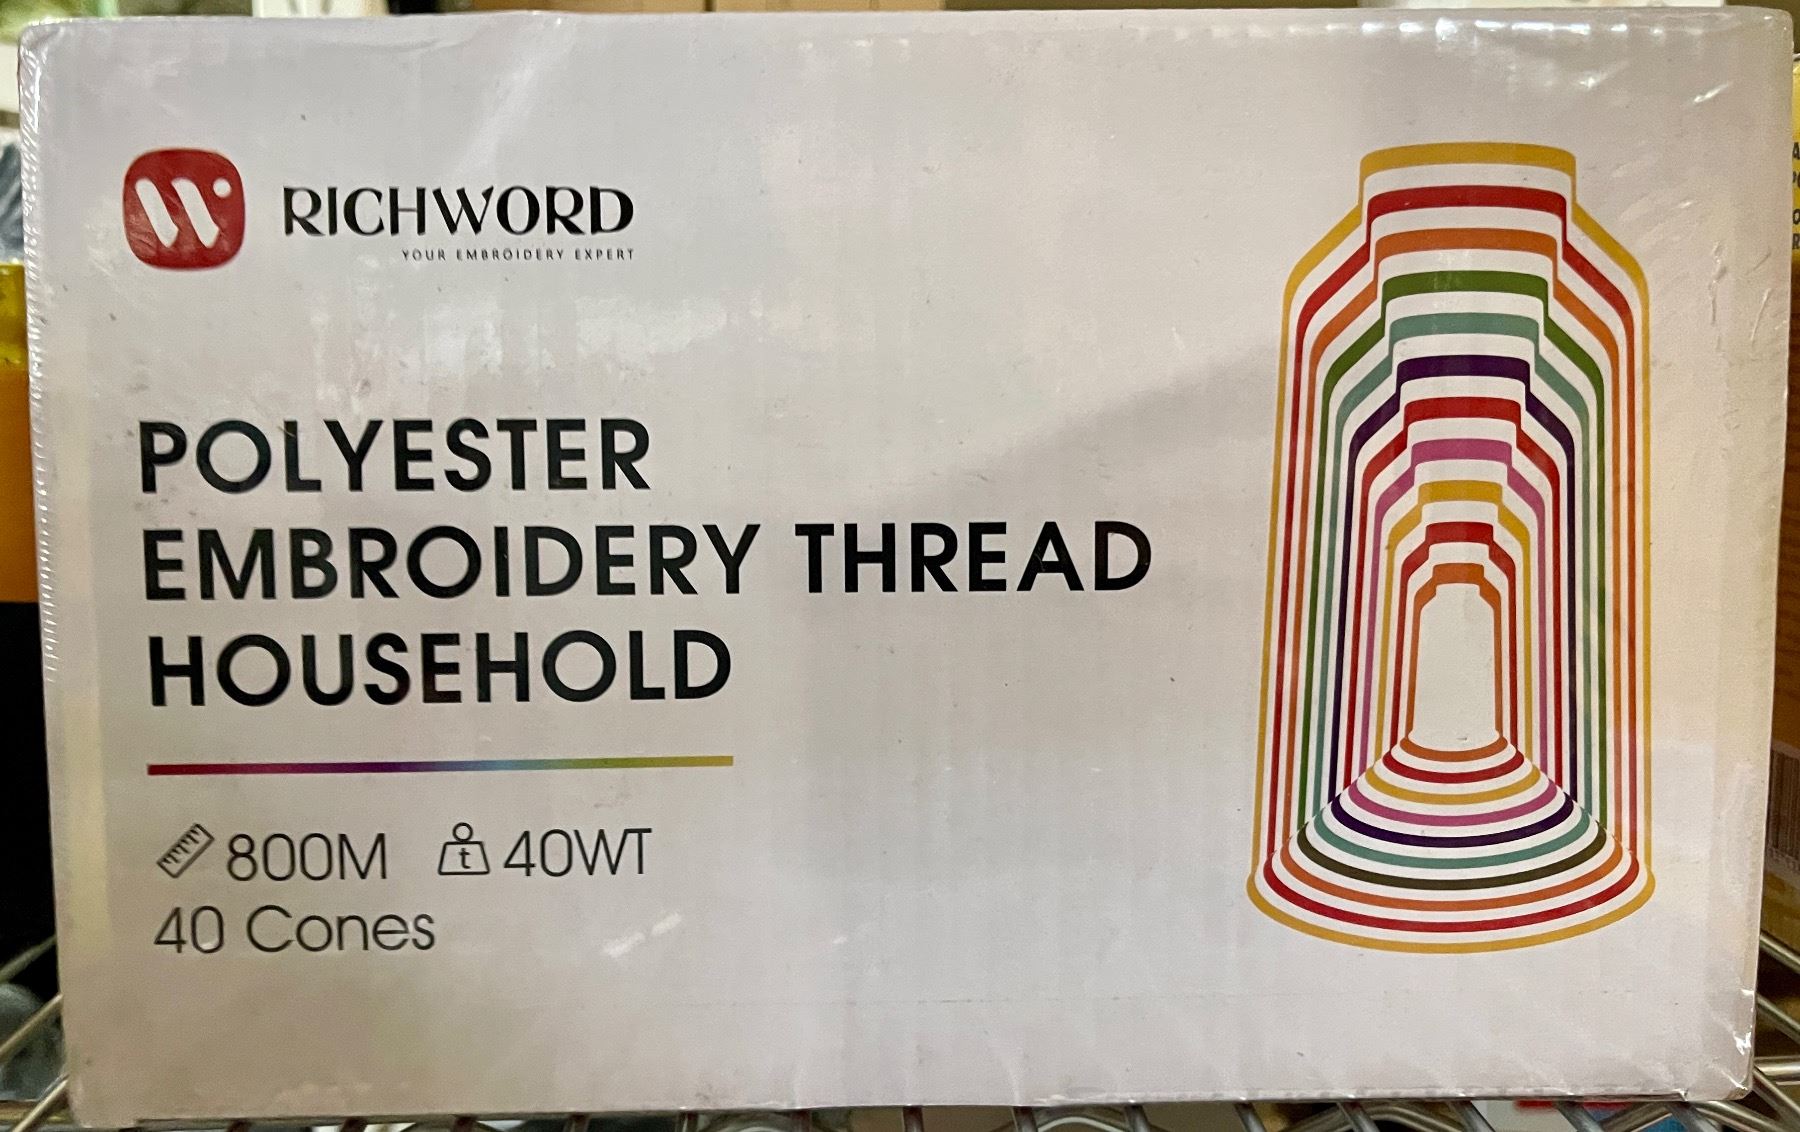 RICHWORD
YOUR EMBROIDERY EXPERT
POLYESTER
EMBROIDERY THREAD
HOUSEHOLD
800M t 40WT
40 Cones